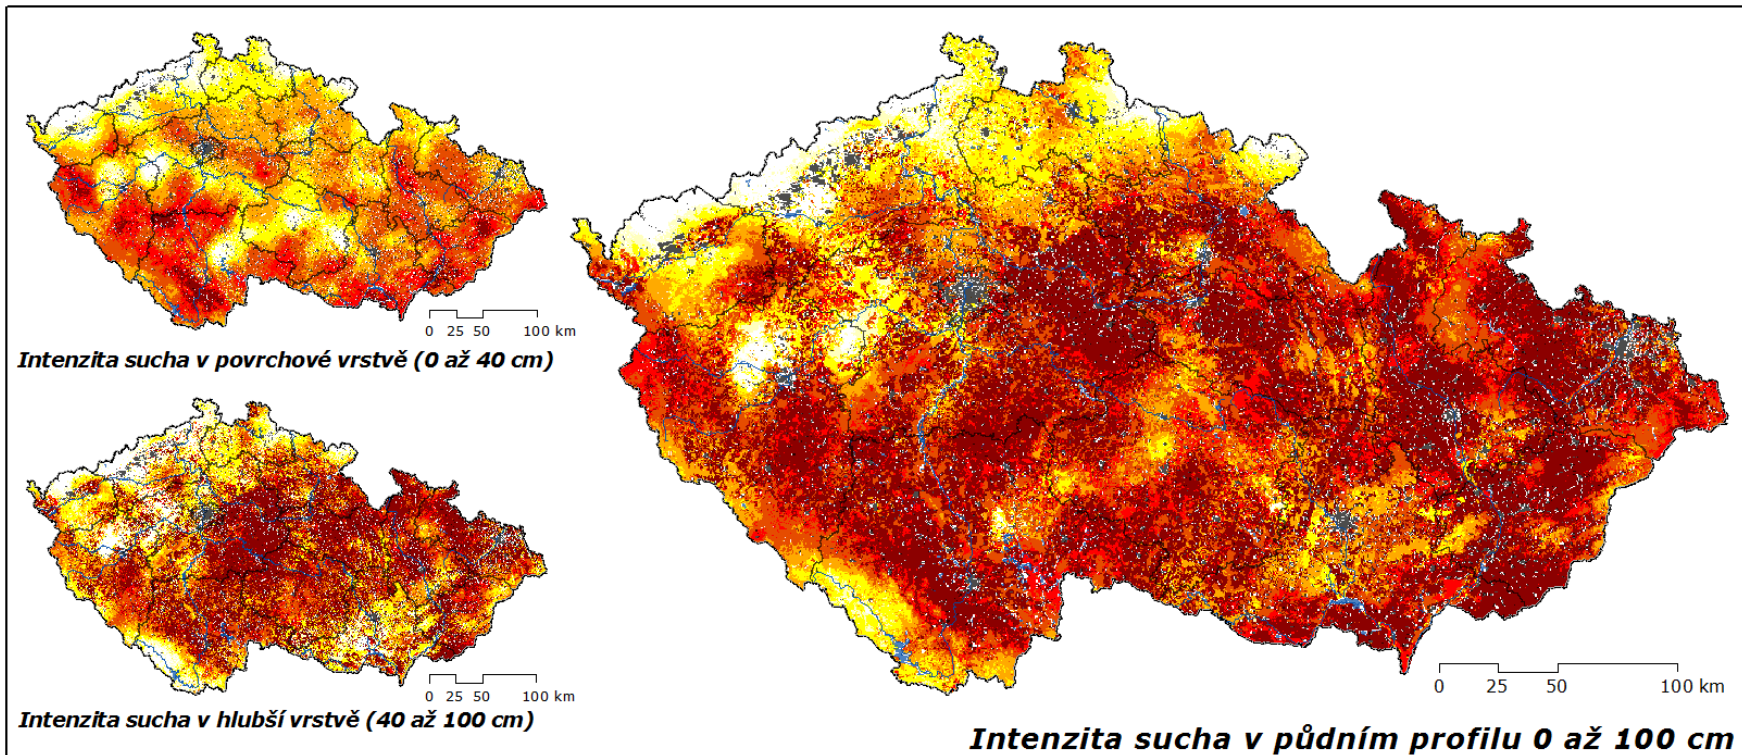 0 25 50 100 km
Intenzita sucha v povrchové vrstvě (0 až 40 cm)
0 25 50 100 km
Intenzita sucha v hlubší vrstvě (40 až 100 cm)
0 25 50 100 km
Intenzita sucha v půdním profilu 0 až 100 cm